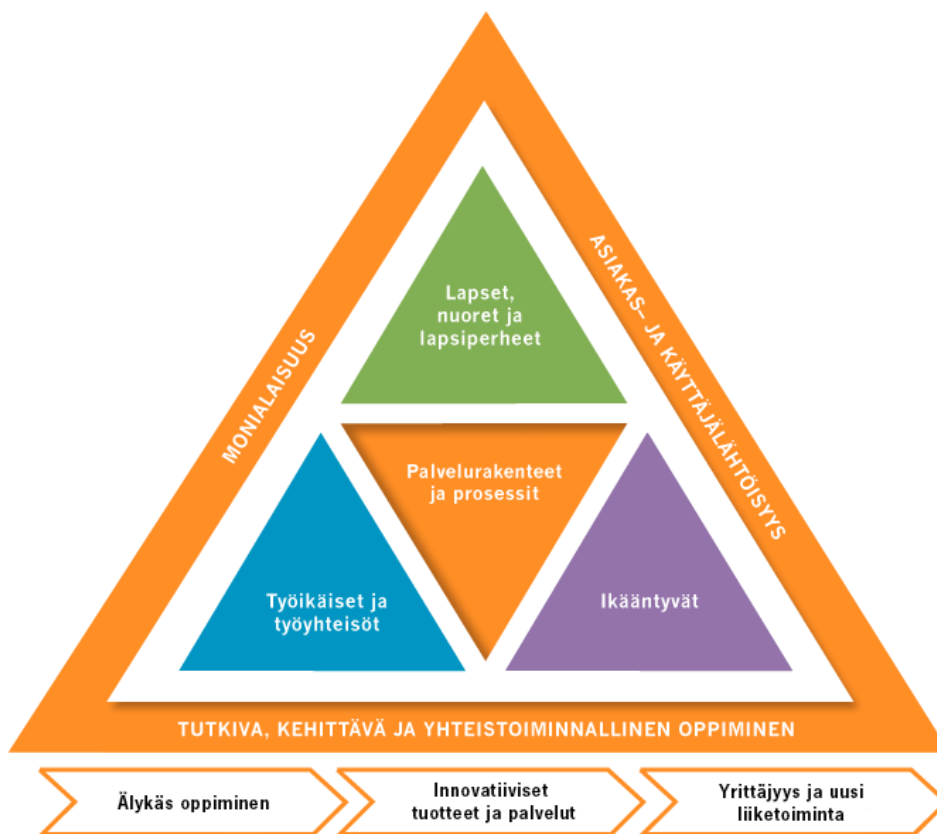 MONIALAISUUS
ASIAKAS– JA KÄYTTÄJÄLÄHTÖISYYS
Lapset,
nuoret ja
lapsiperheet
Palvelurakenteet
ja prosessit
Työikäiset ja
työyhteisöt
Ikääntyvät
TUTKIVA, KEHITTÄVÄ JA YHTEISTOIMINNALLINEN OPPIMINEN
Älykäs oppiminen
Innovatiiviset
tuotteet ja palvelut
Yrittäjyys ja uusi
liiketoiminta